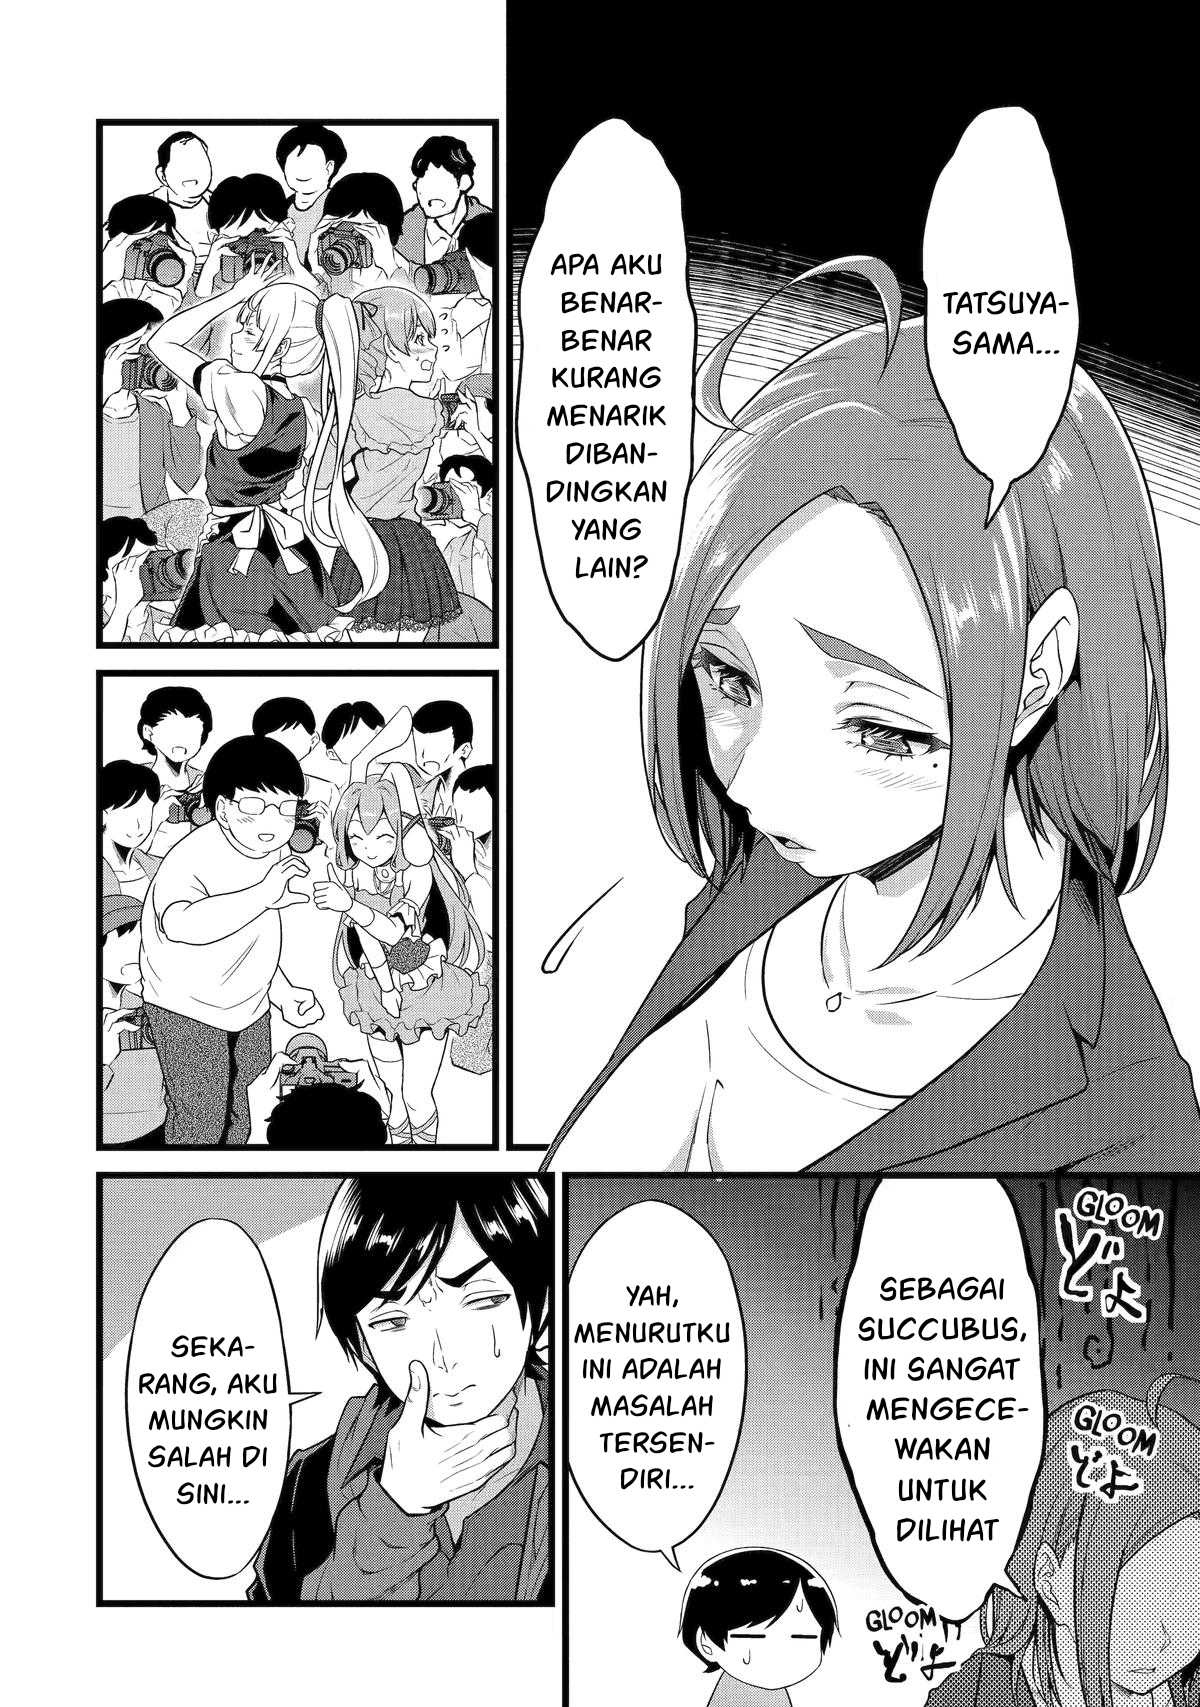 TATSUYA-
SAMA...
APA AKU
BENAR-
BENAR
KURANG
MENARIK
DIBAN-
DINGKAN
YANG
LAIN?
GLOOM
どよ
SEBAGAI
SUCCUBUS,
INI SANGAT
MENGECE-
WAKAN
UNTUK
DILIHAT
GLOOM
どよ
YAH,
MENURUTKU
INI ADALAH
MASALAH
TERSEN-
DIRI...
GLOOM
どよ
SEKA-
RANG, AKU
MUNGKIN
SALAH DI
SINI...